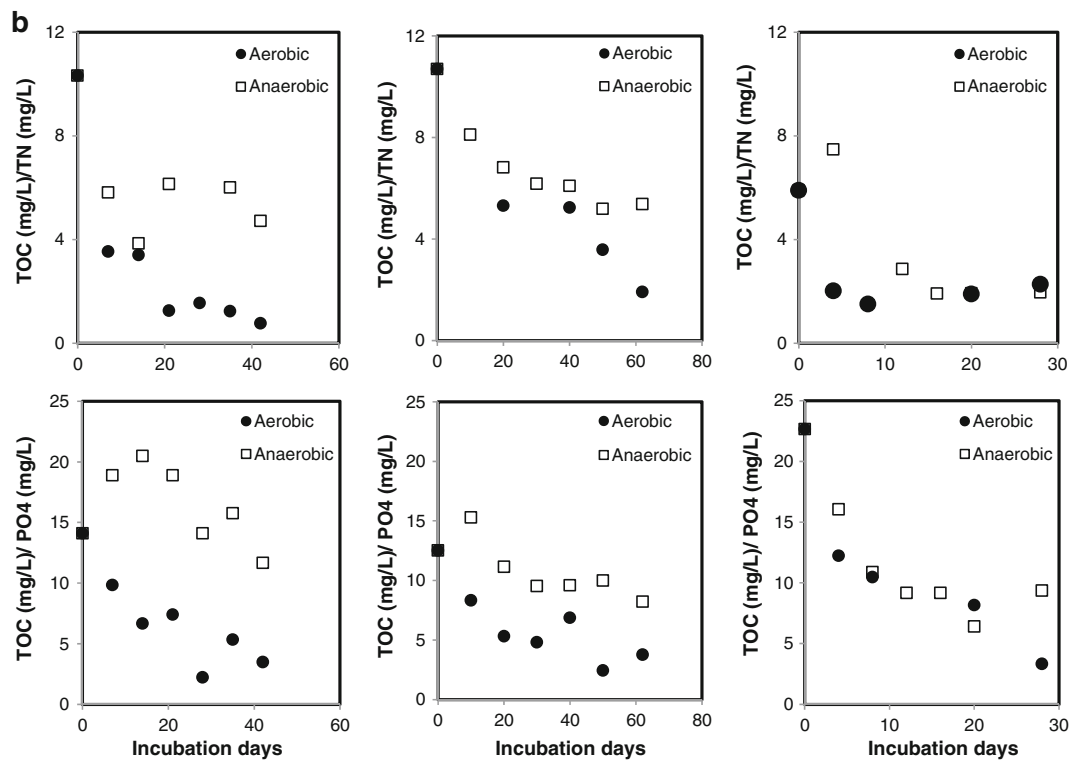 b
12
8
4
0
0 20 40 60
TOC (mg/L)/TN (mg/L)
Aerobic
Anaerobic
12
8
4
0
0 20 40 60 80
TOC (mg/L)/TN (mg/L)
Aerobic
Anaerobic
12
8
4
0
0 10 20 30
TOC (mg/L)/TN (mg/L)
Aerobic
Anaerobic
25
20
15
10
5
0
0 20 40 60
TOC (mg/L)/ PO4 (mg/L)
Incubation days
Aerobic
Anaerobic
25
20
15
10
5
0
0 20 40 60 80
TOC (mg/L)/ PO4 (mg/L)
Incubation days
Aerobic
Anaerobic
25
20
15
10
5
0
0 10 20 30
TOC (mg/L)/ PO4 (mg/L)
Incubation days
Aerobic
Anaerobic